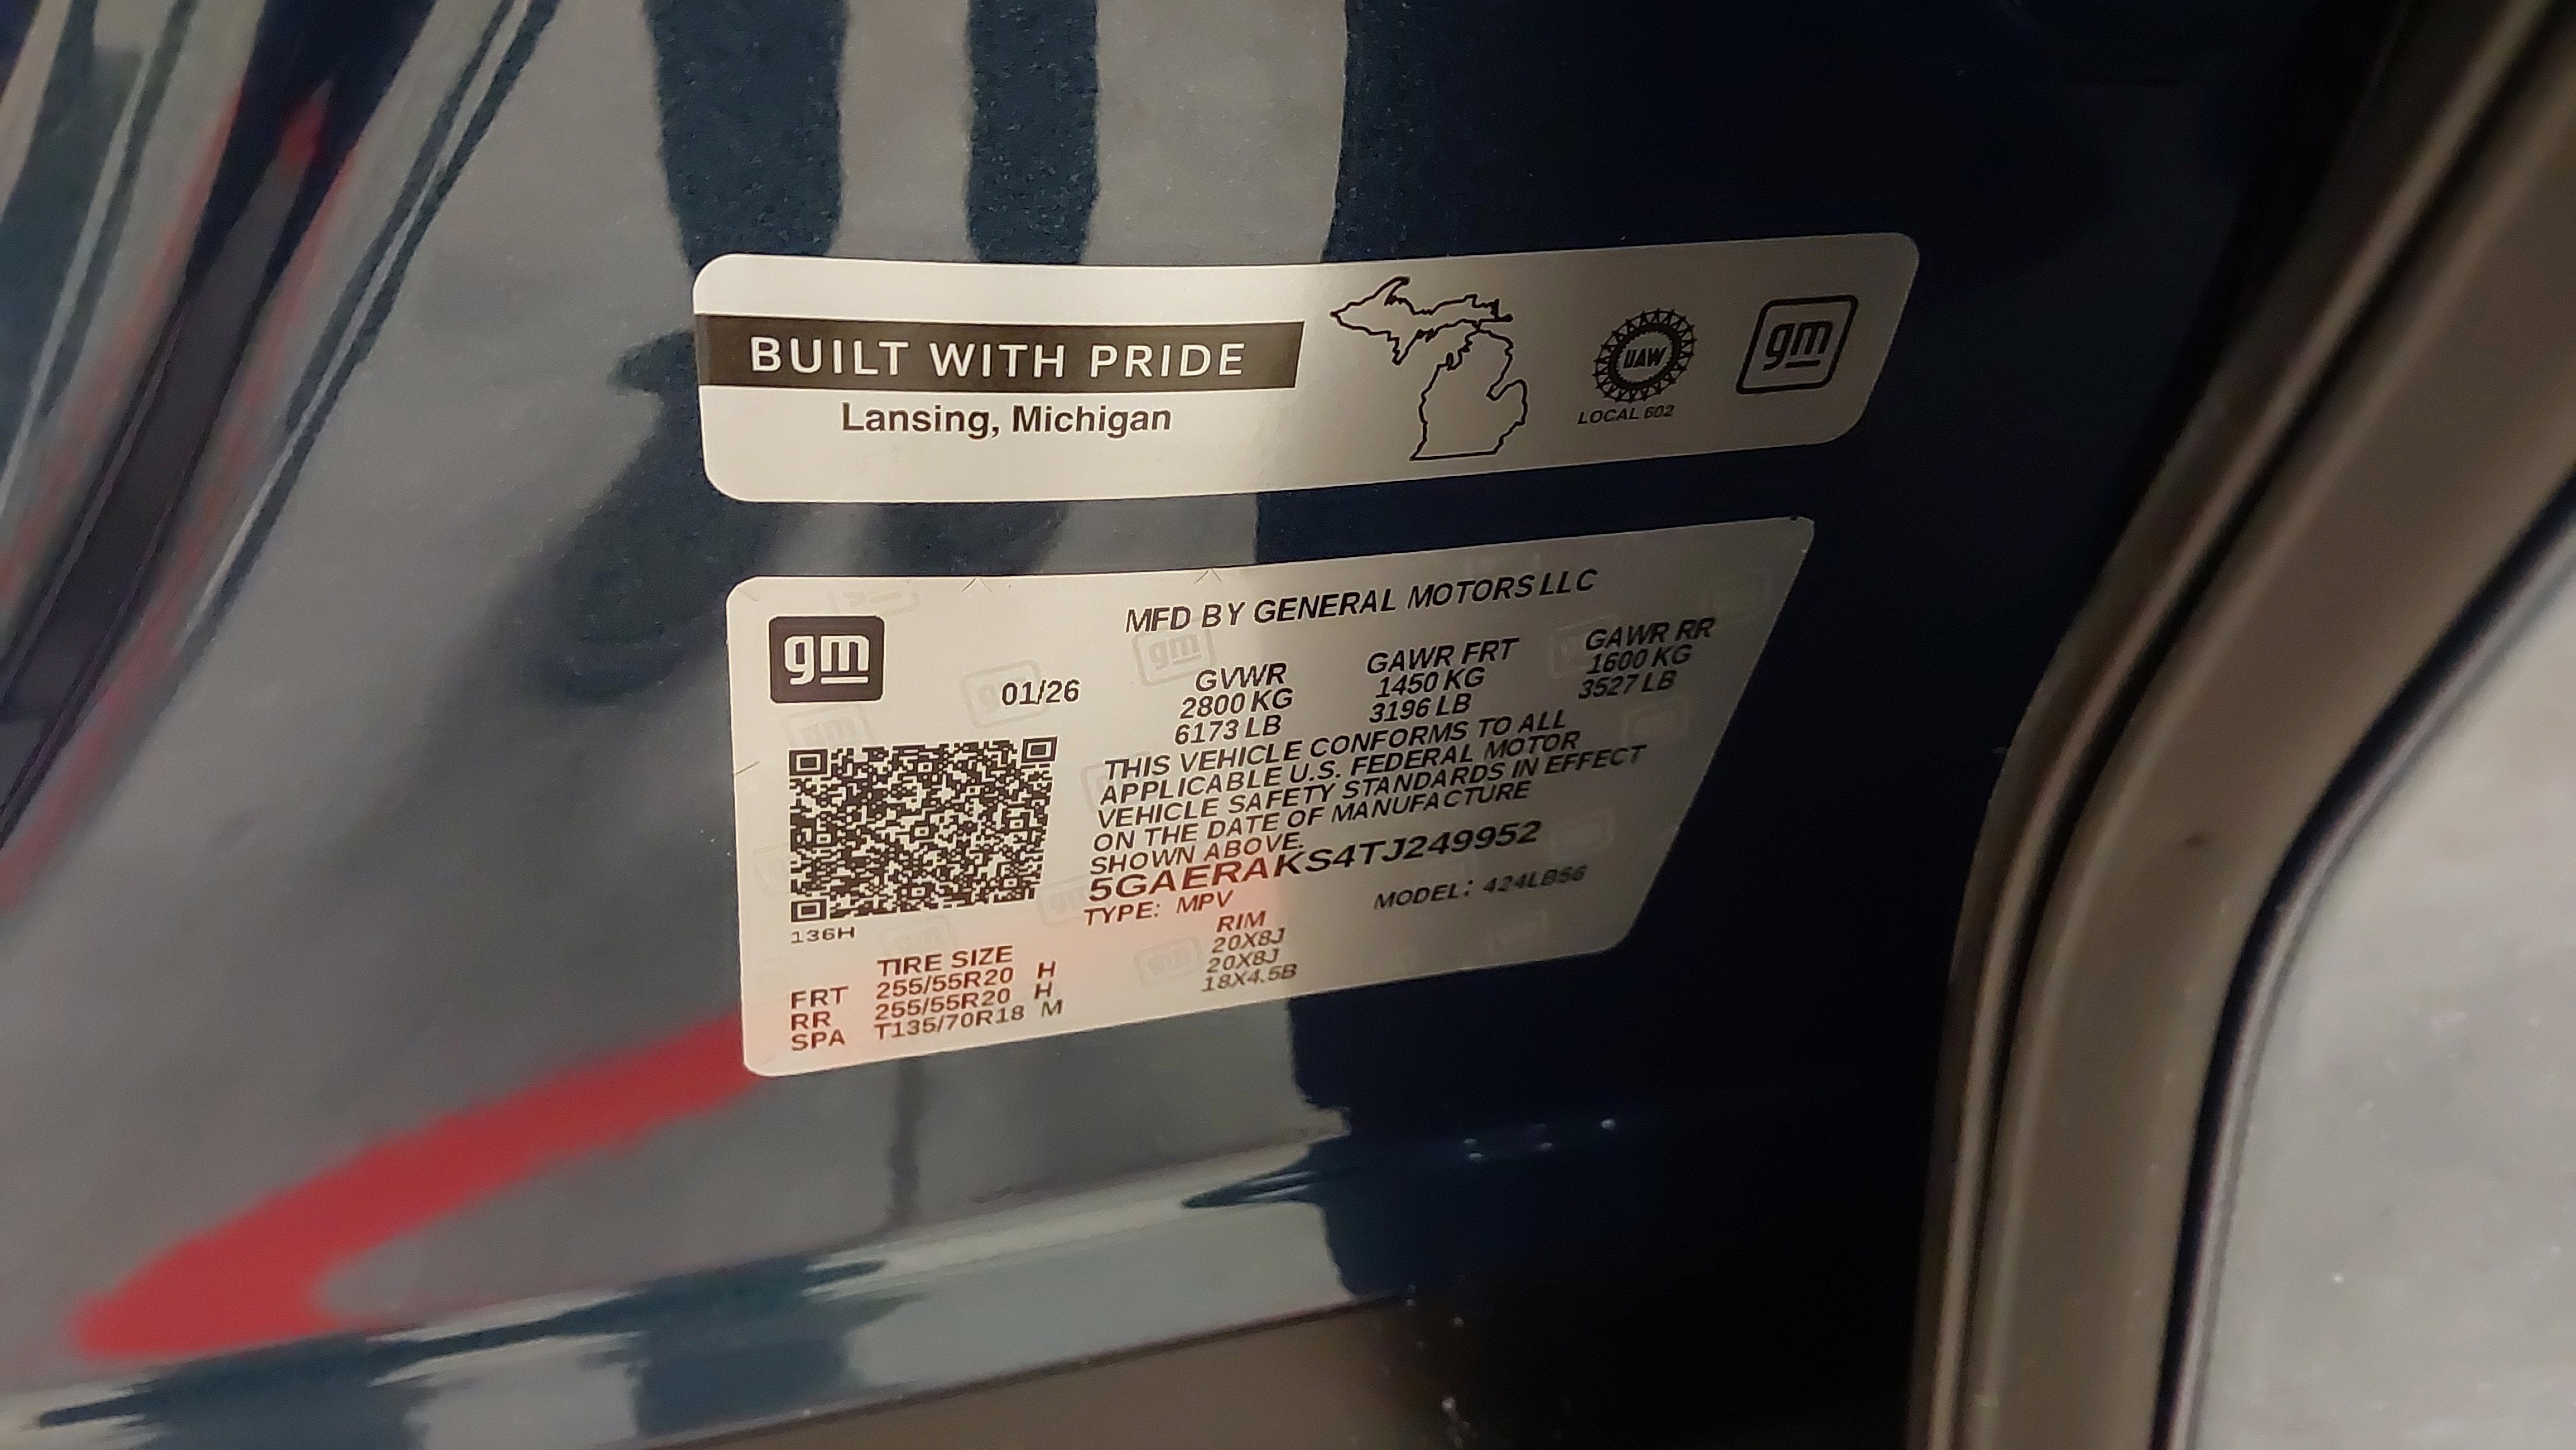 BUILT WITH PRIDE
Lansing, Michigan
UAW
LOCAL 602
gm
gm
MFD BY GENERAL MOTORS LLC
01/26
GVWR GAWR FRT GAWR RR
2800 KG 1450 KG 1600 KG
6173 LB 3196 LB 3527 LB
THIS VEHICLE CONFORMS TO ALL
APPLICABLE U.S. FEDERAL MOTOR
VEHICLE SAFETY STANDARDS IN EFFECT
ON THE DATE OF MANUFACTURE
SHOWN ABOVE.
5GAERAKS4TJ249952
TYPE: MPV MODEL: 424LB56
136H
TIRE SIZE RIM
FRT 255/55R20 H 20X8J
RR 255/55R20 H 20X8J
SPA T135/70R18 M 18X4.5B